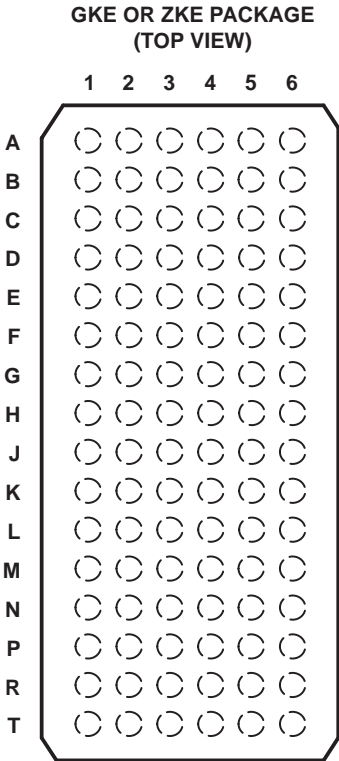 GKE OR ZKE PACKAGE
(TOP VIEW)
1 2 3 4 5 6
A
B
C
D
E
F
G
H
J
K
L
M
N
P
R
T